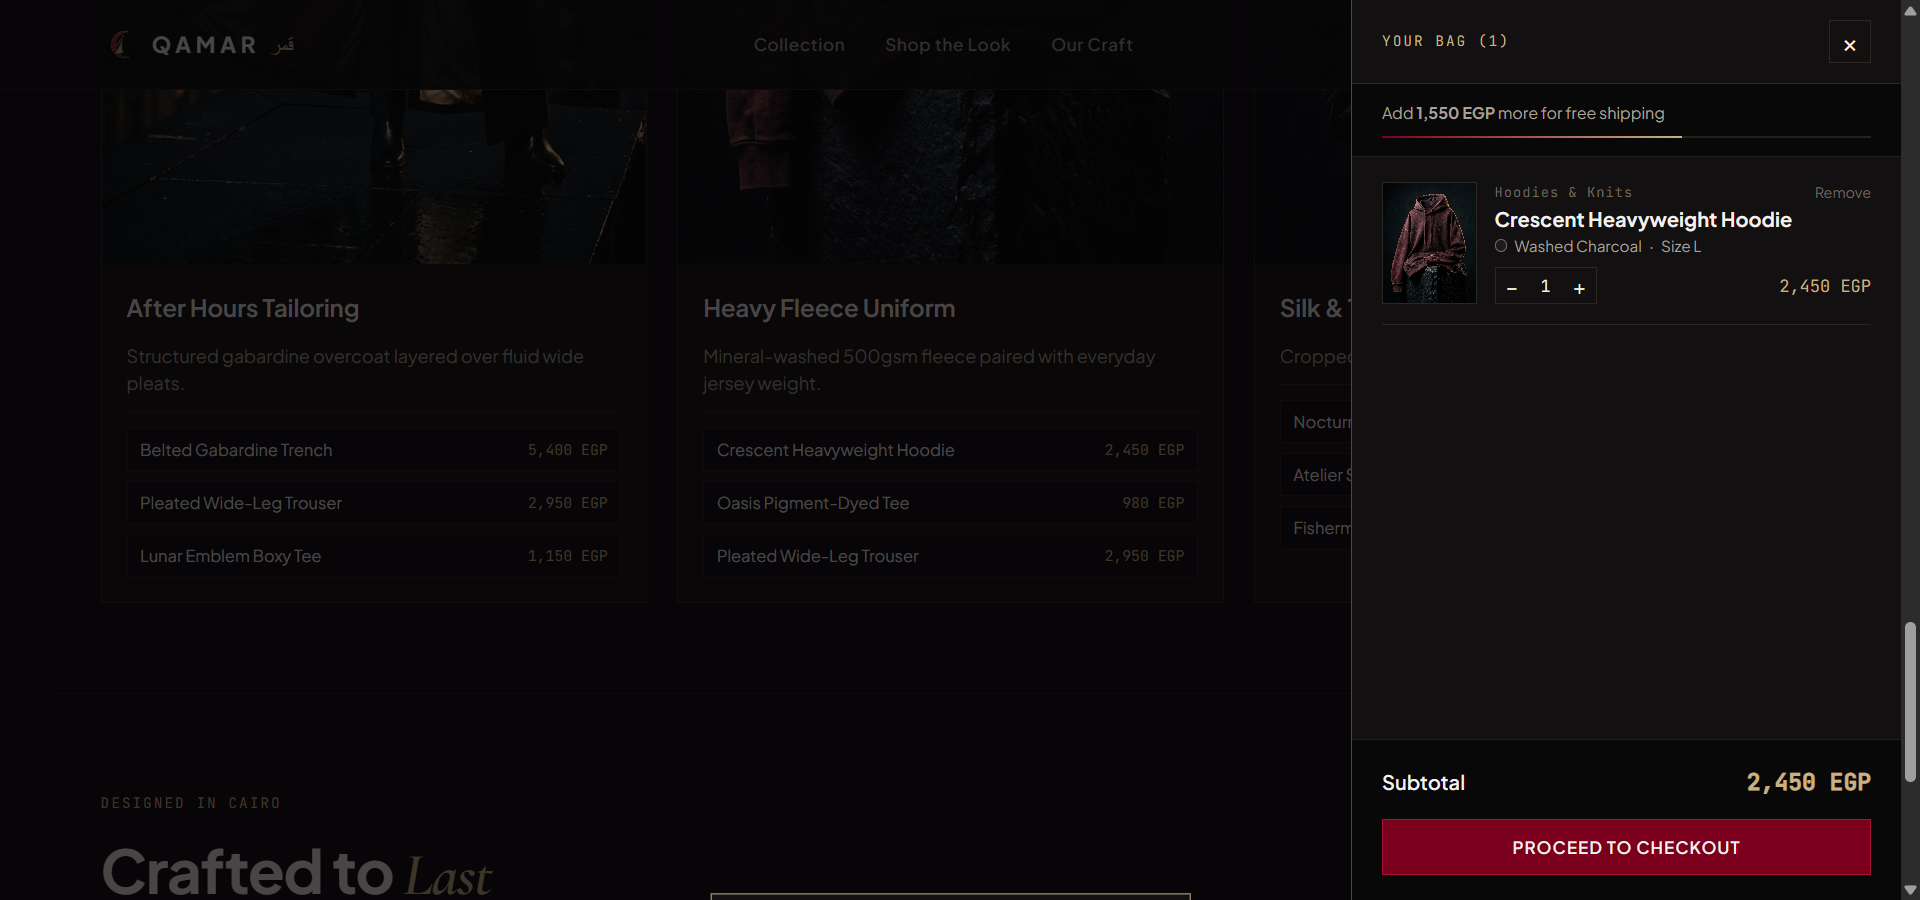 QAMAR قمر
Collection
Shop the Look
Our Craft
After Hours Tailoring
Structured gabardine overcoat layered over fluid wide
pleats.
Belted Gabardine Trench 5,400 EGP
Pleated Wide-Leg Trouser 2,950 EGP
Lunar Emblem Boxy Tee 1,150 EGP
Heavy Fleece Uniform
Mineral-washed 500gsm fleece paired with everyday
jersey weight.
Crescent Heavyweight Hoodie 2,450 EGP
Oasis Pigment-Dyed Tee 980 EGP
Pleated Wide-Leg Trouser 2,950 EGP
Silk &
Cropped
Nocturn
Atelier S
Fisherm
DESIGNED IN CAIRO
Crafted to Last
YOUR BAG (1)
×
Add 1,550 EGP more for free shipping
Hoodies & Knits
Remove
Crescent Heavyweight Hoodie
Washed Charcoal · Size L
− 1 +
2,450 EGP
Subtotal 2,450 EGP
PROCEED TO CHECKOUT